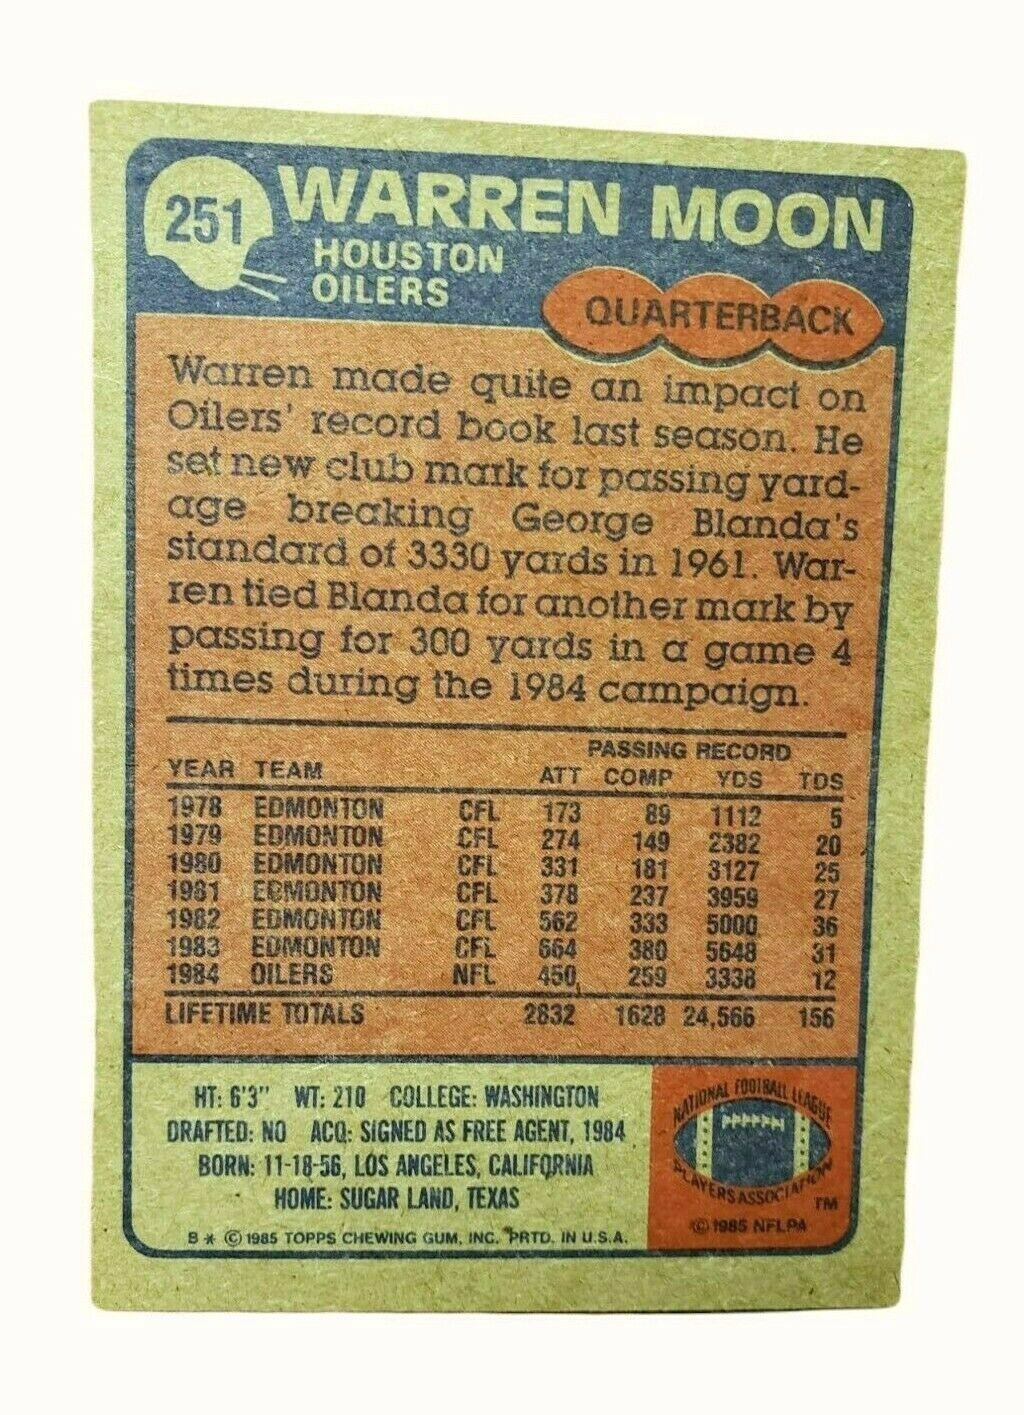 251
WARREN MOON
HOUSTON
OILERS
QUARTERBACK
Warren made quite an impact on
Oilers' record book last season. He
set new club mark for passing yard-
age breaking George Blanda's
standard of 3330 yards in 1961. War-
ren tied Blanda for another mark by
passing for 300 yards in a game 4
times during the 1984 campaign.
PASSING RECORD
YEAR TEAM ATT COMP YDS TDS
1978 EDMONTON CFL 173 89 1112 5
1979 EDMONTON CFL 274 149 2382 20
1980 EDMONTON CFL 331 181 3127 25
1981 EDMONTON CFL 378 237 3959 27
1982 EDMONTON CFL 562 333 5000 36
1983 EDMONTON CFL 664 380 5648 31
1984 OILERS NFL 450 259 3338 12
LIFETIME TOTALS 2832 1628 24,566 156
HT: 6'3" WT: 210 COLLEGE: WASHINGTON
DRAFTED: NO ACQ: SIGNED AS FREE AGENT, 1984
BORN: 11-18-56, LOS ANGELES, CALIFORNIA
HOME: SUGAR LAND, TEXAS
B* © 1985 TOPPS CHEWING GUM, INC. PRTD. IN U.S.A.
NATIONAL FOOTBALL LEAGUE
PLAYERS ASSOCIATION
TM
© 1985 NFLPA